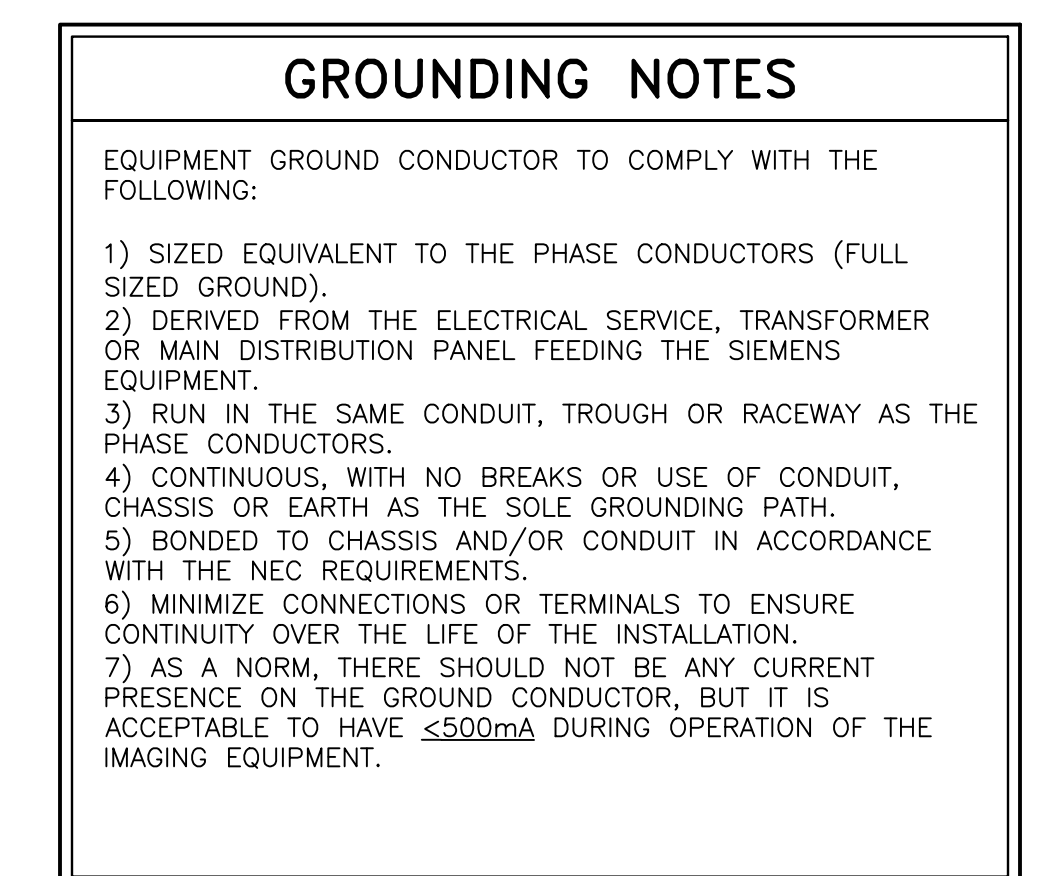 GROUNDING NOTES
EQUIPMENT GROUND CONDUCTOR TO COMPLY WITH THE
FOLLOWING:
1) SIZED EQUIVALENT TO THE PHASE CONDUCTORS (FULL
SIZED GROUND).
2) DERIVED FROM THE ELECTRICAL SERVICE, TRANSFORMER
OR MAIN DISTRIBUTION PANEL FEEDING THE SIEMENS
EQUIPMENT.
3) RUN IN THE SAME CONDUIT, TROUGH OR RACEWAY AS THE
PHASE CONDUCTORS.
4) CONTINUOUS, WITH NO BREAKS OR USE OF CONDUIT,
CHASSIS OR EARTH AS THE SOLE GROUNDING PATH.
5) BONDED TO CHASSIS AND/OR CONDUIT IN ACCORDANCE
WITH THE NEC REQUIREMENTS.
6) MINIMIZE CONNECTIONS OR TERMINALS TO ENSURE
CONTINUITY OVER THE LIFE OF THE INSTALLATION.
7) AS A NORM, THERE SHOULD NOT BE ANY CURRENT
PRESENCE ON THE GROUND CONDUCTOR, BUT IT IS
ACCEPTABLE TO HAVE <500mA DURING OPERATION OF THE
IMAGING EQUIPMENT.